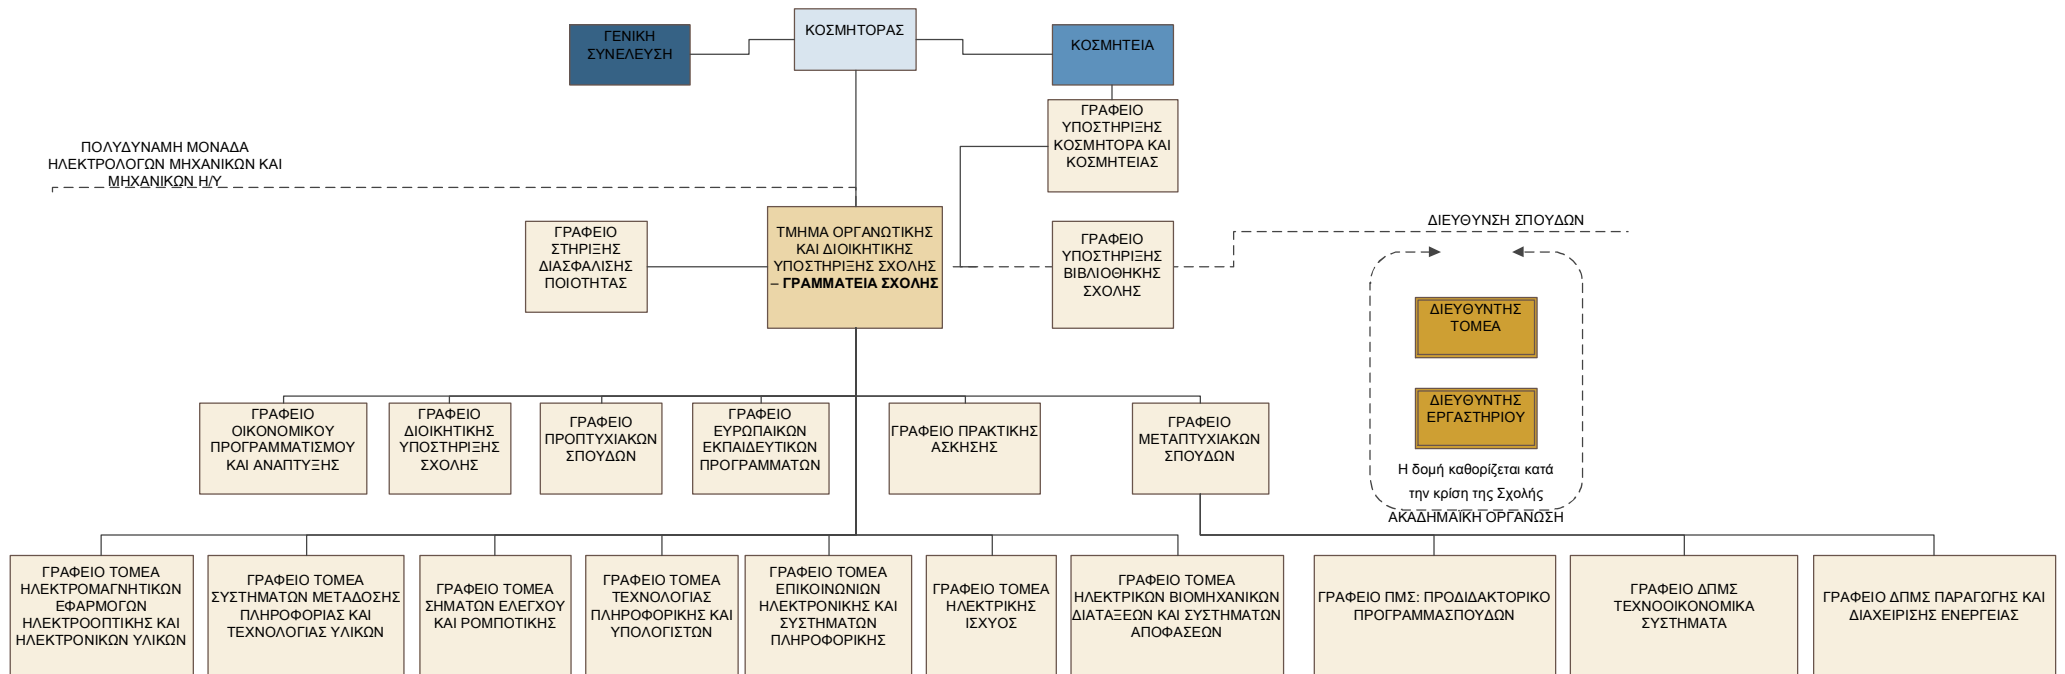 ΓΕΝΙΚΗ
ΣΥΝΕΛΕΥΣΗ
ΚΟΣΜΗΤΟΡΑΣ
ΚΟΣΜΗΤΕΙΑ
ΓΡΑΦΕΙΟ
ΥΠΟΣΤΗΡΙΞΗΣ
ΚΟΣΜΗΤΟΡΑ ΚΑΙ
ΚΟΣΜΗΤΕΙΑΣ
ΠΟΛΥΔΥΝΑΜΗ ΜΟΝΑΔΑ
ΗΛΕΚΤΡΟΛΟΓΩΝ ΜΗΧΑΝΙΚΩΝ ΚΑΙ
ΜΗΧΑΝΙΚΩΝ Η/Υ
ΓΡΑΦΕΙΟ
ΣΤΗΡΙΞΗΣ
ΔΙΑΣΦΑΛΙΣΗΣ
ΠΟΙΟΤΗΤΑΣ
ΤΜΗΜΑ ΟΡΓΑΝΩΤΙΚΗΣ
ΚΑΙ ΔΙΟΙΚΗΤΙΚΗΣ
ΥΠΟΣΤΗΡΙΞΗΣ ΣΧΟΛΗΣ
– ΓΡΑΜΜΑΤΕΙΑ ΣΧΟΛΗΣ
ΓΡΑΦΕΙΟ
ΥΠΟΣΤΗΡΙΞΗΣ
ΒΙΒΛΙΟΘΗΚΗΣ
ΣΧΟΛΗΣ
ΔΙΕΥΘΥΝΣΗ ΣΠΟΥΔΩΝ
ΔΙΕΥΘΥΝΤΗΣ
ΤΟΜΕΑ
ΔΙΕΥΘΥΝΤΗΣ
ΕΡΓΑΣΤΗΡΙΟΥ
Η δομή καθορίζεται κατά
την κρίση της Σχολής
ΑΚΑΔΗΜΑΪΚΗ ΟΡΓΑΝΩΣΗ
ΓΡΑΦΕΙΟ
ΟΙΚΟΝΟΜΙΚΟΥ
ΠΡΟΓΡΑΜΜΑΤΙΣΜΟΥ
ΚΑΙ ΑΝΑΠΤΥΞΗΣ
ΓΡΑΦΕΙΟ
ΔΙΟΙΚΗΤΙΚΗΣ
ΥΠΟΣΤΗΡΙΞΗΣ
ΣΧΟΛΗΣ
ΓΡΑΦΕΙΟ
ΠΡΟΠΤΥΧΙΑΚΩΝ
ΣΠΟΥΔΩΝ
ΓΡΑΦΕΙΟ
ΕΥΡΩΠΑΙΚΩΝ
ΕΚΠΑΙΔΕΥΤΙΚΩΝ
ΠΡΟΓΡΑΜΜΑΤΩΝ
ΓΡΑΦΕΙΟ ΠΡΑΚΤΙΚΗΣ
ΑΣΚΗΣΗΣ
ΓΡΑΦΕΙΟ
ΜΕΤΑΠΤΥΧΙΑΚΩΝ
ΣΠΟΥΔΩΝ
ΓΡΑΦΕΙΟ ΤΟΜΕΑ
ΗΛΕΚΤΡΟΜΑΓΝΗΤΙΚΩΝ
ΕΦΑΡΜΟΓΩΝ
ΗΛΕΚΤΡΟΟΠΤΙΚΗΣ ΚΑΙ
ΗΛΕΚΤΡΟΝΙΚΩΝ ΥΛΙΚΩΝ
ΓΡΑΦΕΙΟ ΤΟΜΕΑ
ΣΥΣΤΗΜΑΤΩΝ ΜΕΤΑΔΟΣΗΣ
ΠΛΗΡΟΦΟΡΙΑΣ ΚΑΙ
ΤΕΧΝΟΛΟΓΙΑΣ ΥΛΙΚΩΝ
ΓΡΑΦΕΙΟ ΤΟΜΕΑ
ΣΗΜΑΤΩΝ ΕΛΕΓΧΟΥ
ΚΑΙ ΡΟΜΠΟΤΙΚΗΣ
ΓΡΑΦΕΙΟ ΤΟΜΕΑ
ΤΕΧΝΟΛΟΓΙΑΣ
ΠΛΗΡΟΦΟΡΙΚΗΣ ΚΑΙ
ΥΠΟΛΟΓΙΣΤΩΝ
ΓΡΑΦΕΙΟ ΤΟΜΕΑ
ΕΠΙΚΟΙΝΩΝΙΩΝ
ΗΛΕΚΤΡΟΝΙΚΗΣ ΚΑΙ
ΣΥΣΤΗΜΑΤΩΝ
ΠΛΗΡΟΦΟΡΙΚΗΣ
ΓΡΑΦΕΙΟ ΤΟΜΕΑ
ΗΛΕΚΤΡΙΚΗΣ
ΙΣΧΥΟΣ
ΓΡΑΦΕΙΟ ΤΟΜΕΑ
ΗΛΕΚΤΡΙΚΩΝ ΒΙΟΜΗΧΑΝΙΚΩΝ
ΔΙΑΤΑΞΕΩΝ ΚΑΙ ΣΥΣΤΗΜΑΤΩΝ
ΑΠΟΦΑΣΕΩΝ
ΓΡΑΦΕΙΟ ΠΜΣ: ΠΡΟΔΙΔΑΚΤΟΡΙΚΟ
ΠΡΟΓΡΑΜΜΑΣΠΟΥΔΩΝ
ΓΡΑΦΕΙΟ ΔΠΜΣ
ΤΕΧΝΟΟΙΚΟΝΟΜΙΚΑ
ΣΥΣΤΗΜΑΤΑ
ΓΡΑΦΕΙΟ ΔΠΜΣ ΠΑΡΑΓΩΓΗΣ ΚΑΙ
ΔΙΑΧΕΙΡΙΣΗΣ ΕΝΕΡΓΕΙΑΣ